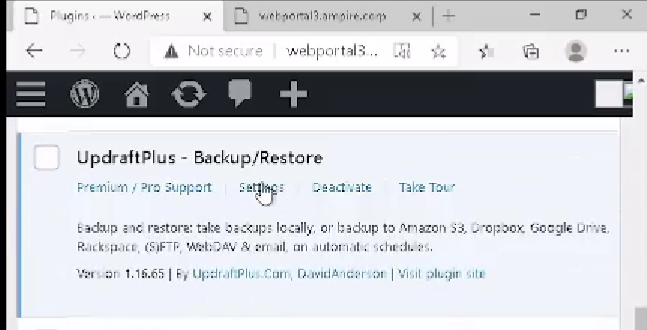 Plugins — WordPress
webportal3.ampire.corp
Not secure
webportal3...
UpdraftPlus - Backup/Restore
Premium / Pro Support | Settings | Deactivate | Take Tour
Backup and restore: take backups locally, or backup to Amazon S3, Dropbox, Google Drive,
Rackspace, (S)FTP, WebDAV & email, on automatic schedules.
Version 1.16.65 | By UpdraftPlus.Com, DavidAnderson | Visit plugin site